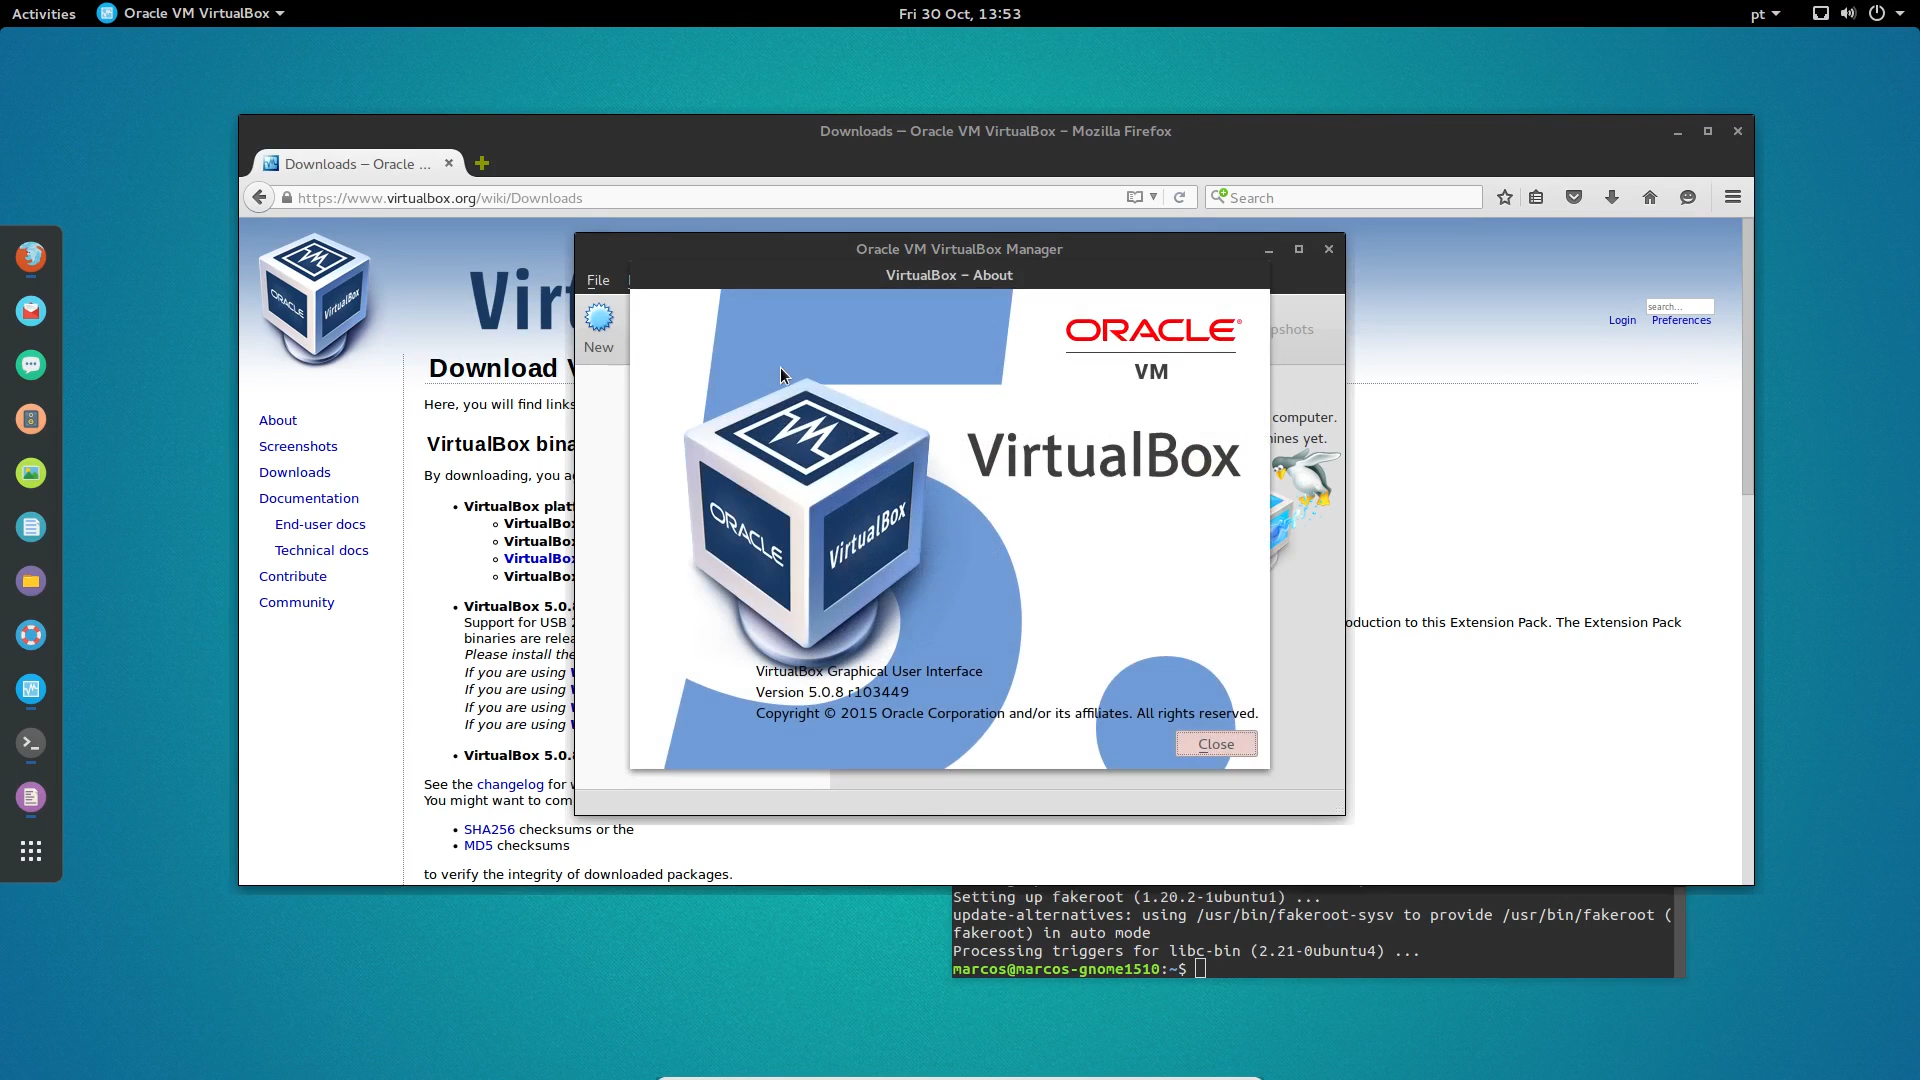 Activities
Oracle VM VirtualBox
Fri 30 Oct, 13:53
pt
Downloads — Oracle VM VirtualBox – Mozilla Firefox
Downloads — Oracle ...
https://www.virtualbox.org/wiki/Downloads
Search
ORACLE
VirtualBox
search...
Login Preferences
About
Screenshots
Downloads
Documentation
End-user docs
Technical docs
Contribute
Community
Download
Here, you will find links
VirtualBox
By downloading, you
• VirtualBox
◦ VirtualBox
◦ VirtualBox
◦ VirtualBox
◦ VirtualBox
• VirtualBox 5.0.8
Support for USB
oduction to this Extension Pack. The Extension Pack
binaries are
Please install the
If you are using
If you are using
If you are using
If you are using
• VirtualBox 5.0.8
See the changelog for
You might want to
• SHA256 checksums or the
• MD5 checksums
to verify the integrity of downloaded packages.
Oracle VM VirtualBox Manager
File
New
pshots
computer.
ines yet.
VirtualBox – About
ORACLE®
VM
VirtualBox
ORACLE
VirtualBox
VirtualBox Graphical User Interface
Version 5.0.8 r103449
Copyright © 2015 Oracle Corporation and/or its affiliates. All rights reserved.
Close
Setting up fakeroot (1.20.2-1ubuntu1) ...
update-alternatives: using /usr/bin/fakeroot-sysv to provide /usr/bin/fakeroot (
fakeroot) in auto mode
Processing triggers for libc-bin (2.21-0ubuntu4) ...
marcos@marcos-gnome1510:~$